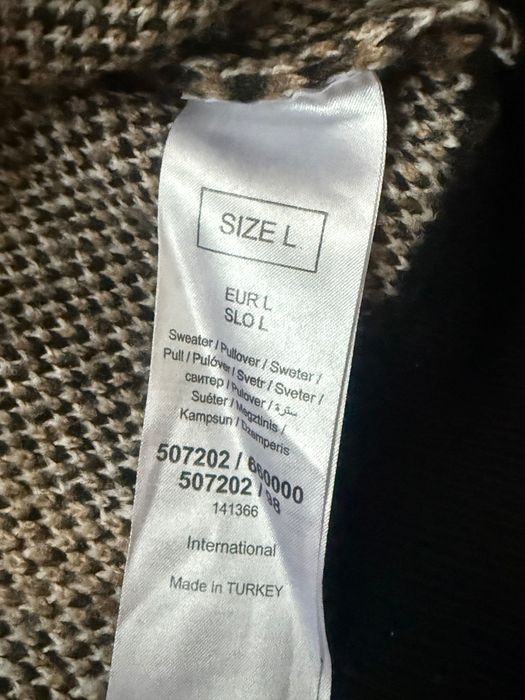 SIZE L
EUR L
SLO L
Sweater / Pullover / Sweter /
Pull / Pulóver / Svetr / Sveter /
свитер / Pulover / سترة /
Suéter / Megztinis /
Kampsun / Džemperis
507202 / 660000
507202 / 98
141366
International
Made in TURKEY